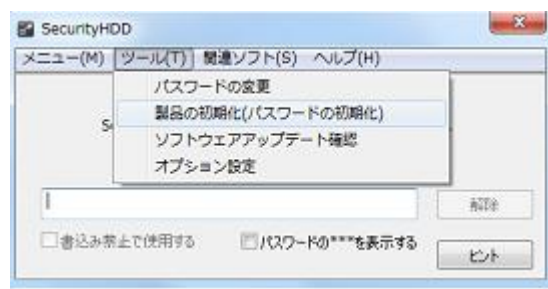 SecurityHDD
メニュー(M) ツール(T) 関連ソフト(S) ヘルプ(H)
パスワードの変更
製品の初期化(パスワードの初期化)
ソフトウェアアップデート確認
オプション設定
解除
書込み禁止で使用する パスワードの***を表示する
ヒント